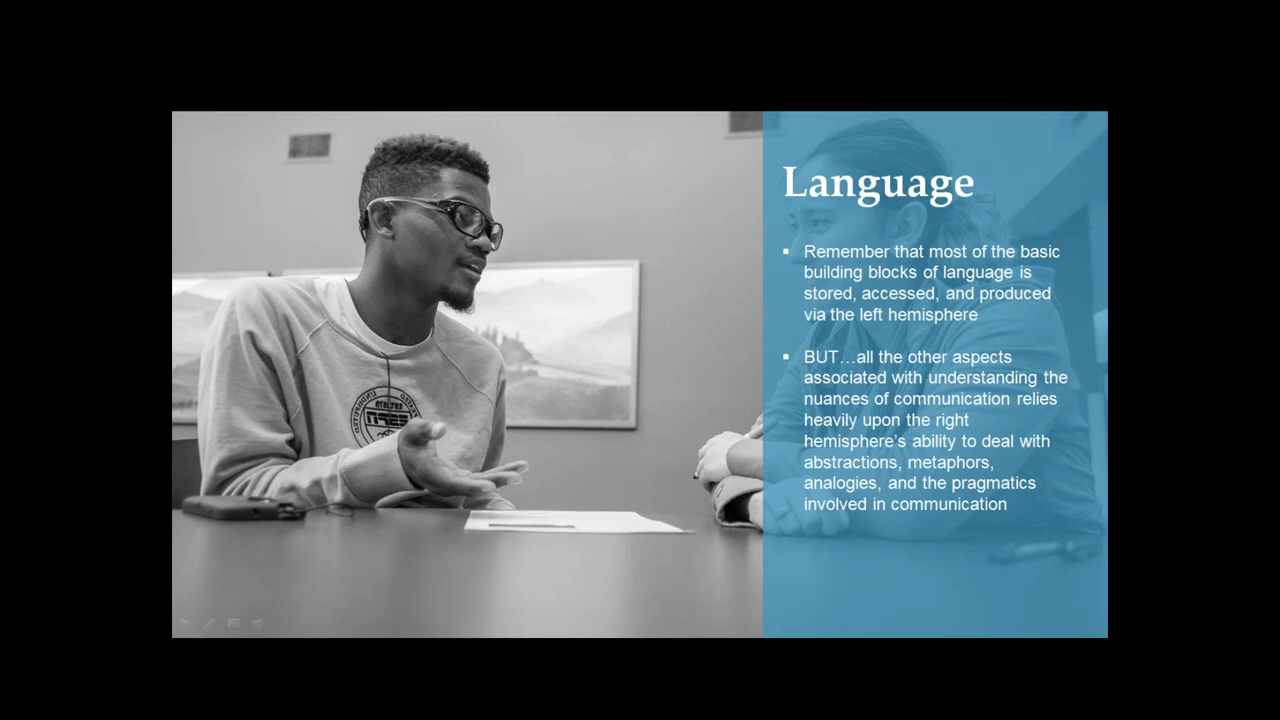 Language
▪ Remember that most of the basic
building blocks of language is
stored, accessed, and produced
via the left hemisphere
▪ BUT…all the other aspects
associated with understanding the
nuances of communication relies
heavily upon the right
hemisphere's ability to deal with
abstractions, metaphors,
analogies, and the pragmatics
involved in communication
ESPN